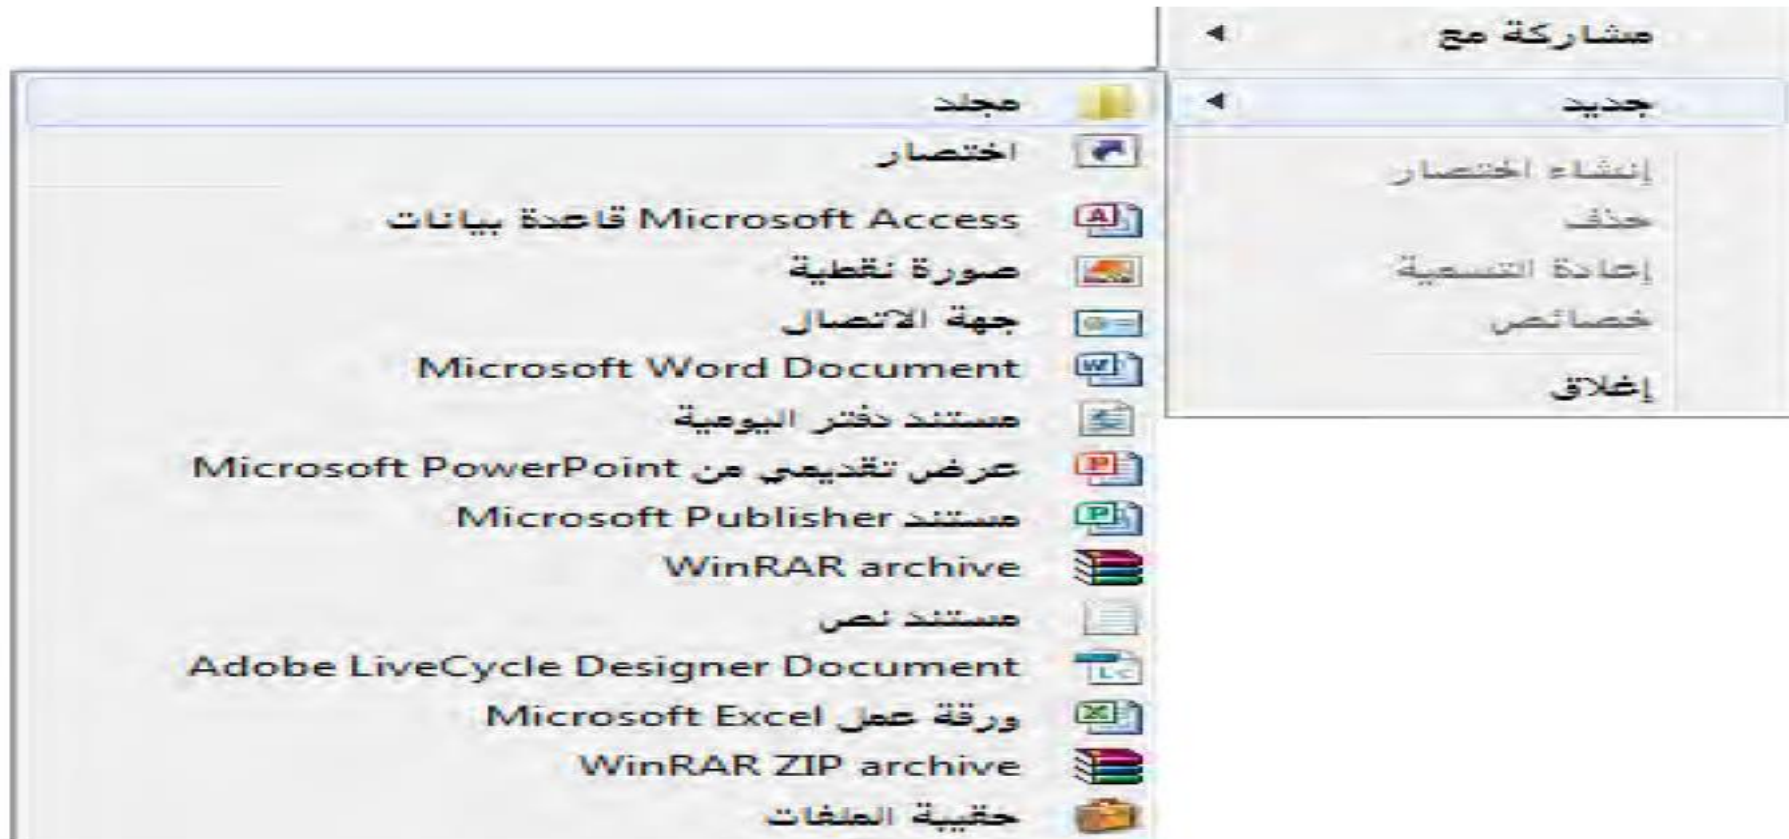 مشاركة مع
جديد
إنشاء اختصار
حذف
إعادة التسمية
خصائص
إغلاق
مجلد
اختصار
Microsoft Access قاعدة بيانات
صورة نقطية
جهة الاتصال
Microsoft Word Document
مستند دفتر اليومية
عرض تقديمي من Microsoft PowerPoint
مستند Microsoft Publisher
WinRAR archive
مستند نص
Adobe LiveCycle Designer Document
ورقة عمل Microsoft Excel
WinRAR ZIP archive
حقيبة الملفات